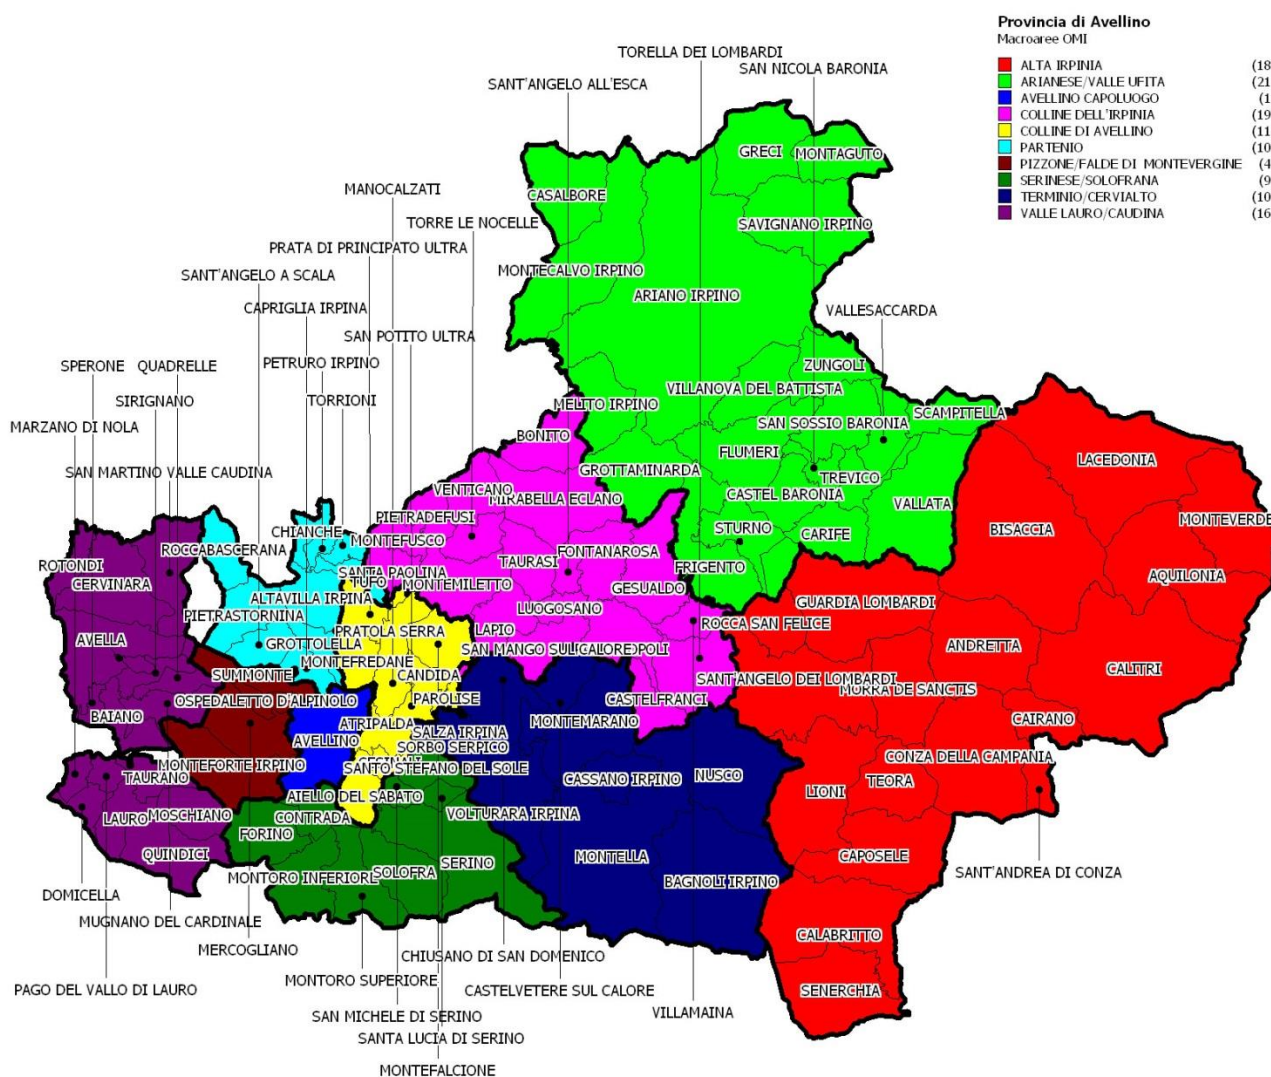 Provincia di Avellino
Macroaree OMI
ALTA IRPINIA (18
ARIANESE/VALLE UFITA (21
AVELLINO CAPOLUOGO (1
COLLINE DELL'IRPINIA (19
COLLINE DI AVELLINO (11
PARTENIO (10
PIZZONE/FALDE DI MONTEVERGINE (4
SERINESE/SOLOFRANA (9
TERMINIO/CERVIALTO (10
VALLE LAURO/CAUDINA (16
TORELLA DEI LOMBARDI
SAN NICOLA BARONIA
SANT'ANGELO ALL'ESCA
GRECI
MONTAGUTO
MANOCALZATI
CASALBORE
TORRE LE NOCELLE
SAVIGNANO IRPINO
PRATA DI PRINCIPATO ULTRA
SANT'ANGELO A SCALA
MONTECALVO IRPINO
ARIANO IRPINO
CAPRIGLIA IRPINA
VALLESACCARDA
SAN POTITO ULTRA
SPERONE
QUADRELLE
PETRURO IRPINO
ZUNGOLI
VILLANOVA DEL BATTISTA
SIRIGNANO
TORRIONI
MELITO IRPINO
SCAMPITELLA
SAN SOSSIO BARONIA
MARZANO DI NOLA
BONITO
FLUMERI
LACEDONIA
SAN MARTINO VALLE CAUDINA
GROTTAMINARDA
TREVICO
VENTICANO
MIRABELLA ECLANO
CASTEL BARONIA
VALLATA
PIETRADEFUSI
MONTEVERDE
STURNO
BISACCIA
CHIANCHE
CARIFE
MONTEFUSCO
ROCCABASCERANA
FONTANAROSA
ROTONDI
TAURASI
FRIGENTO
SANTA PAOLINA
AQUILONIA
CERVINARA
TUFO
MONTEMILETTO
GESUALDO
ALTAVILLA IRPINA
GUARDIA LOMBARDI
LUOGOSANO
PIETRASTORNINA
ROCCA SAN FELICE
LAPIO
PRATOLA SERRA
AVELLA
GROTTOLELLA
ANDRETTA
SAN MANGO SUL CALORE
OPOLI
MONTEFREDANE
CALITRI
SUMMONTE
CANDIDA
SANT'ANGELO DEI LOMBARDI
MORRA DE SANCTIS
OSPEDALETTO D'ALPINOLO
CASTELFRANCI
PAROLISE
BAIANO
CAIRANO
ATRIPALDA
MONTEMARANO
SALZA IRPINA
AVELLINO
SORBO SERPICO
CESINALI
CONZA DELLA CAMPANIA
MONTEFORTE IRPINO
SANTO STEFANO DEL SOLE
TAURANO
CASSANO IRPINO
NUSCO
TEORA
LIONI
AIELLO DEL SABATO
VOLTURARA IRPINA
LAURO
MOSCHIANO
CONTRADA
FORINO
QUINDICI
MONTELLA
CAPOSELE
SERINO
SOLOFRA
SANT'ANDREA DI CONZA
MONTORO INFERIORE
BAGNOLI IRPINO
DOMICELLA
MUGNANO DEL CARDINALE
CALABRITTO
MERCOGLIANO
CHIUSANO DI SAN DOMENICO
MONTORO SUPERIORE
PAGO DEL VALLO DI LAURO
CASTELVETERE SUL CALORE
SENERCHIA
VILLAMAINA
SAN MICHELE DI SERINO
SANTA LUCIA DI SERINO
MONTEFALCIONE